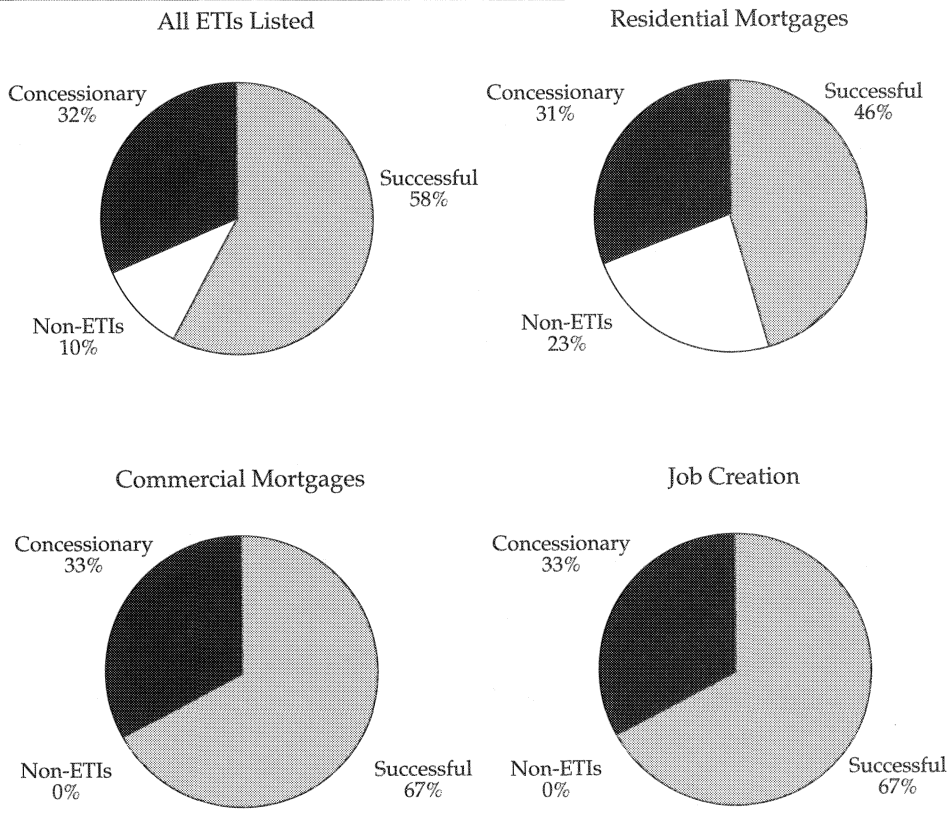 All ETIs Listed
Concessionary
32%
Successful
58%
Non-ETIs
10%
Residential Mortgages
Concessionary
31%
Successful
46%
Non-ETIs
23%
Commercial Mortgages
Concessionary
33%
Non-ETIs
0%
Successful
67%
Job Creation
Concessionary
33%
Non-ETIs
0%
Successful
67%